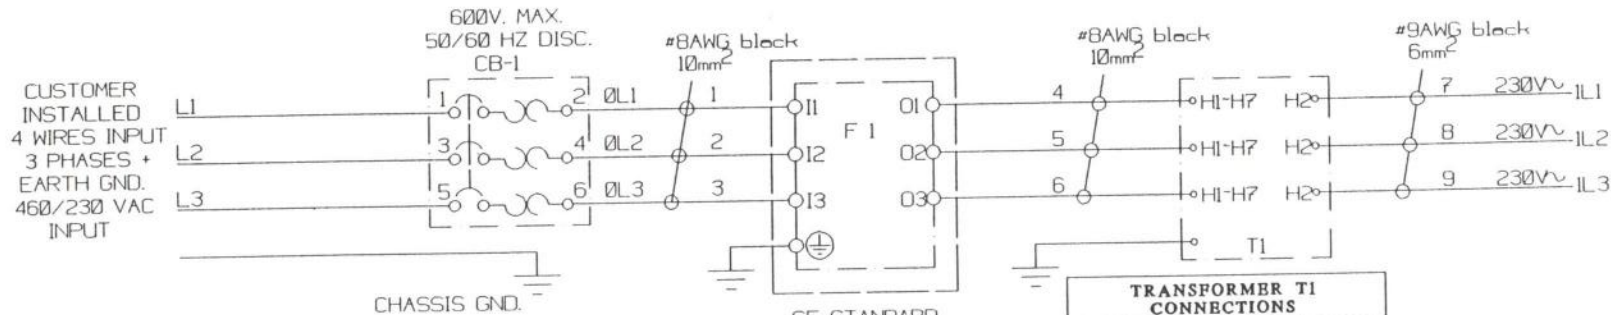 600V. MAX.
50/60 HZ DISC.
CB-1
#8AWG black
10mm²
#8AWG black
10mm²
#9AWG black
6mm²
CUSTOMER
INSTALLED
4 WIRES INPUT
3 PHASES +
EARTH GND.
460/230 VAC
INPUT
L1 1 2 0L1 1 I1 O1 4 H1-H7 H2 7 230V~ 1L1
F 1
L2 3 4 0L2 2 I2 O2 5 H1-H7 H2 8 230V~ 1L2
L3 5 6 0L3 3 I3 O3 6 H1-H7 H2 9 230V~ 1L3
T1
CHASSIS GND.
TRANSFORMER T1
CONNECTIONS